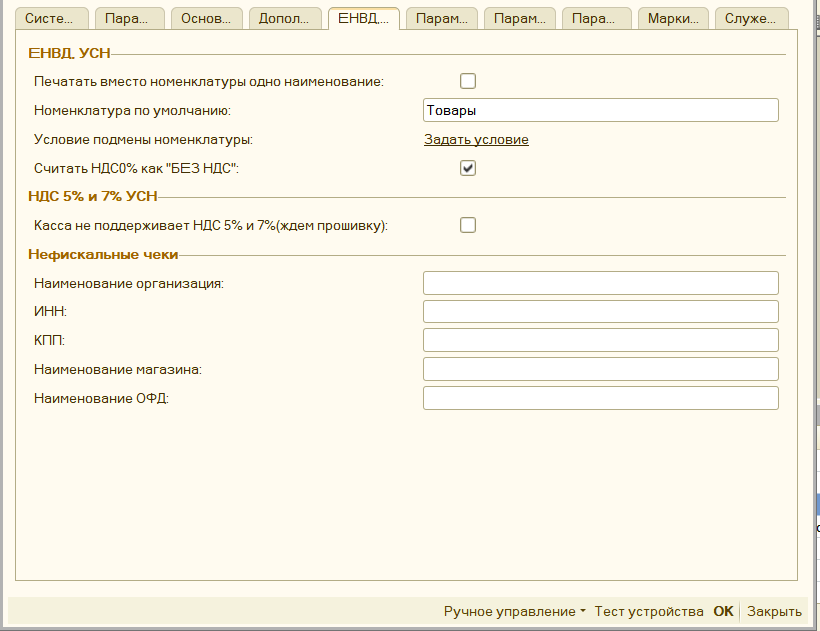 Систе... Пара... Основ... Допол... ЕНВД,... Парам... Парам... Пара... Марки... Служе...
ЕНВД, УСН
Печатать вместо номенклатуры одно наименование:
Номенклатура по умолчанию: Товары
Условие подмены номенклатуры: Задать условие
Считать НДС0% как "БЕЗ НДС":
НДС 5% и 7% УСН
Касса не поддерживает НДС 5% и 7%(ждем прошивку):
Нефискальные чеки
Наименование организация:
ИНН:
КПП:
Наименование магазина:
Наименование ОФД:
Ручное управление Тест устройства OK Закрыть